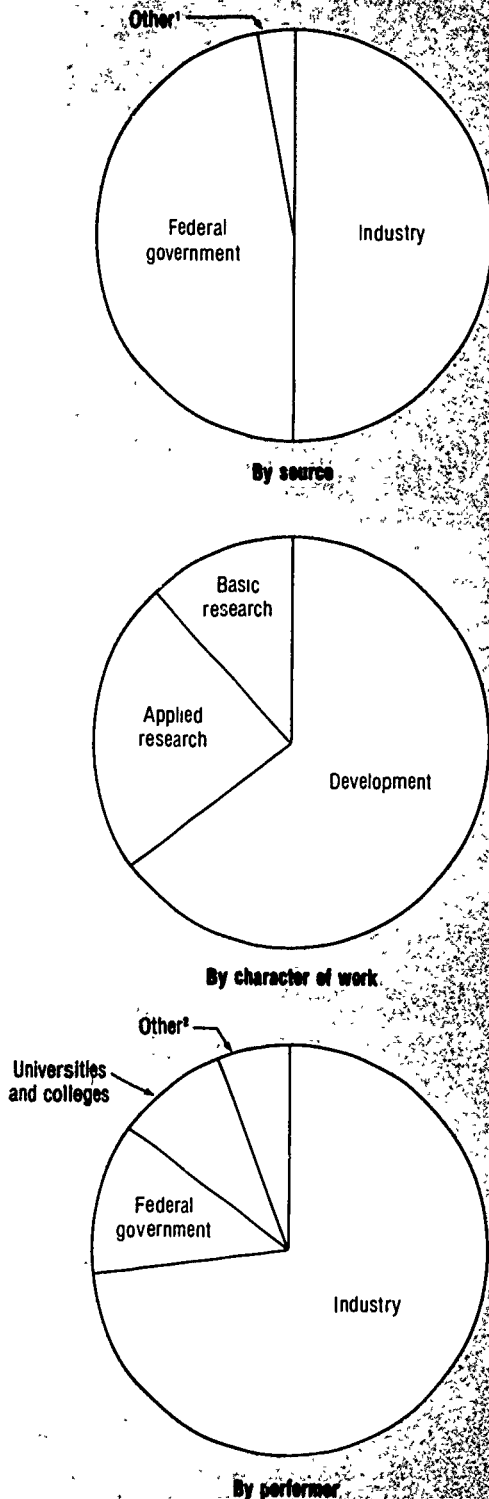 Other¹
Federal
government
Industry
By source
Basic
research
Applied
research
Development
By character of work
Other²
Universities
and colleges
Federal
government
Industry
By performer